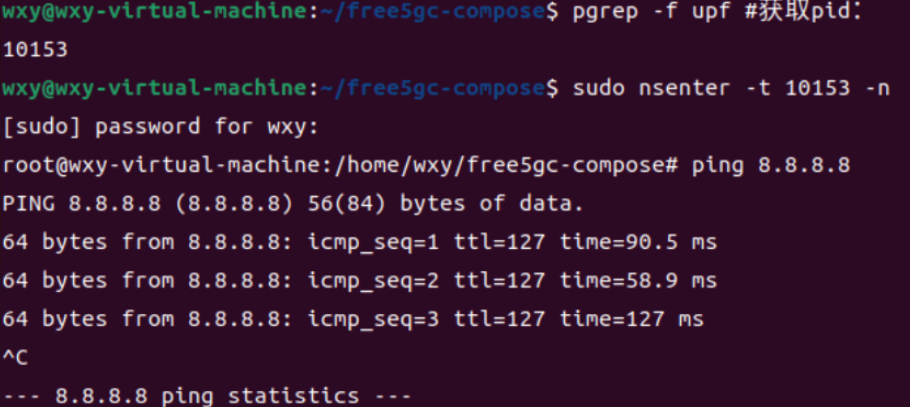 wxy@wxy-virtual-machine:~/free5gc-compose$ pgrep -f upf #获取pid：
10153
wxy@wxy-virtual-machine:~/free5gc-compose$ sudo nsenter -t 10153 -n
[sudo] password for wxy:
root@wxy-virtual-machine:/home/wxy/free5gc-compose# ping 8.8.8.8
PING 8.8.8.8 (8.8.8.8) 56(84) bytes of data.
64 bytes from 8.8.8.8: icmp_seq=1 ttl=127 time=90.5 ms
64 bytes from 8.8.8.8: icmp_seq=2 ttl=127 time=58.9 ms
64 bytes from 8.8.8.8: icmp_seq=3 ttl=127 time=127 ms
^C
--- 8.8.8.8 ping statistics ---